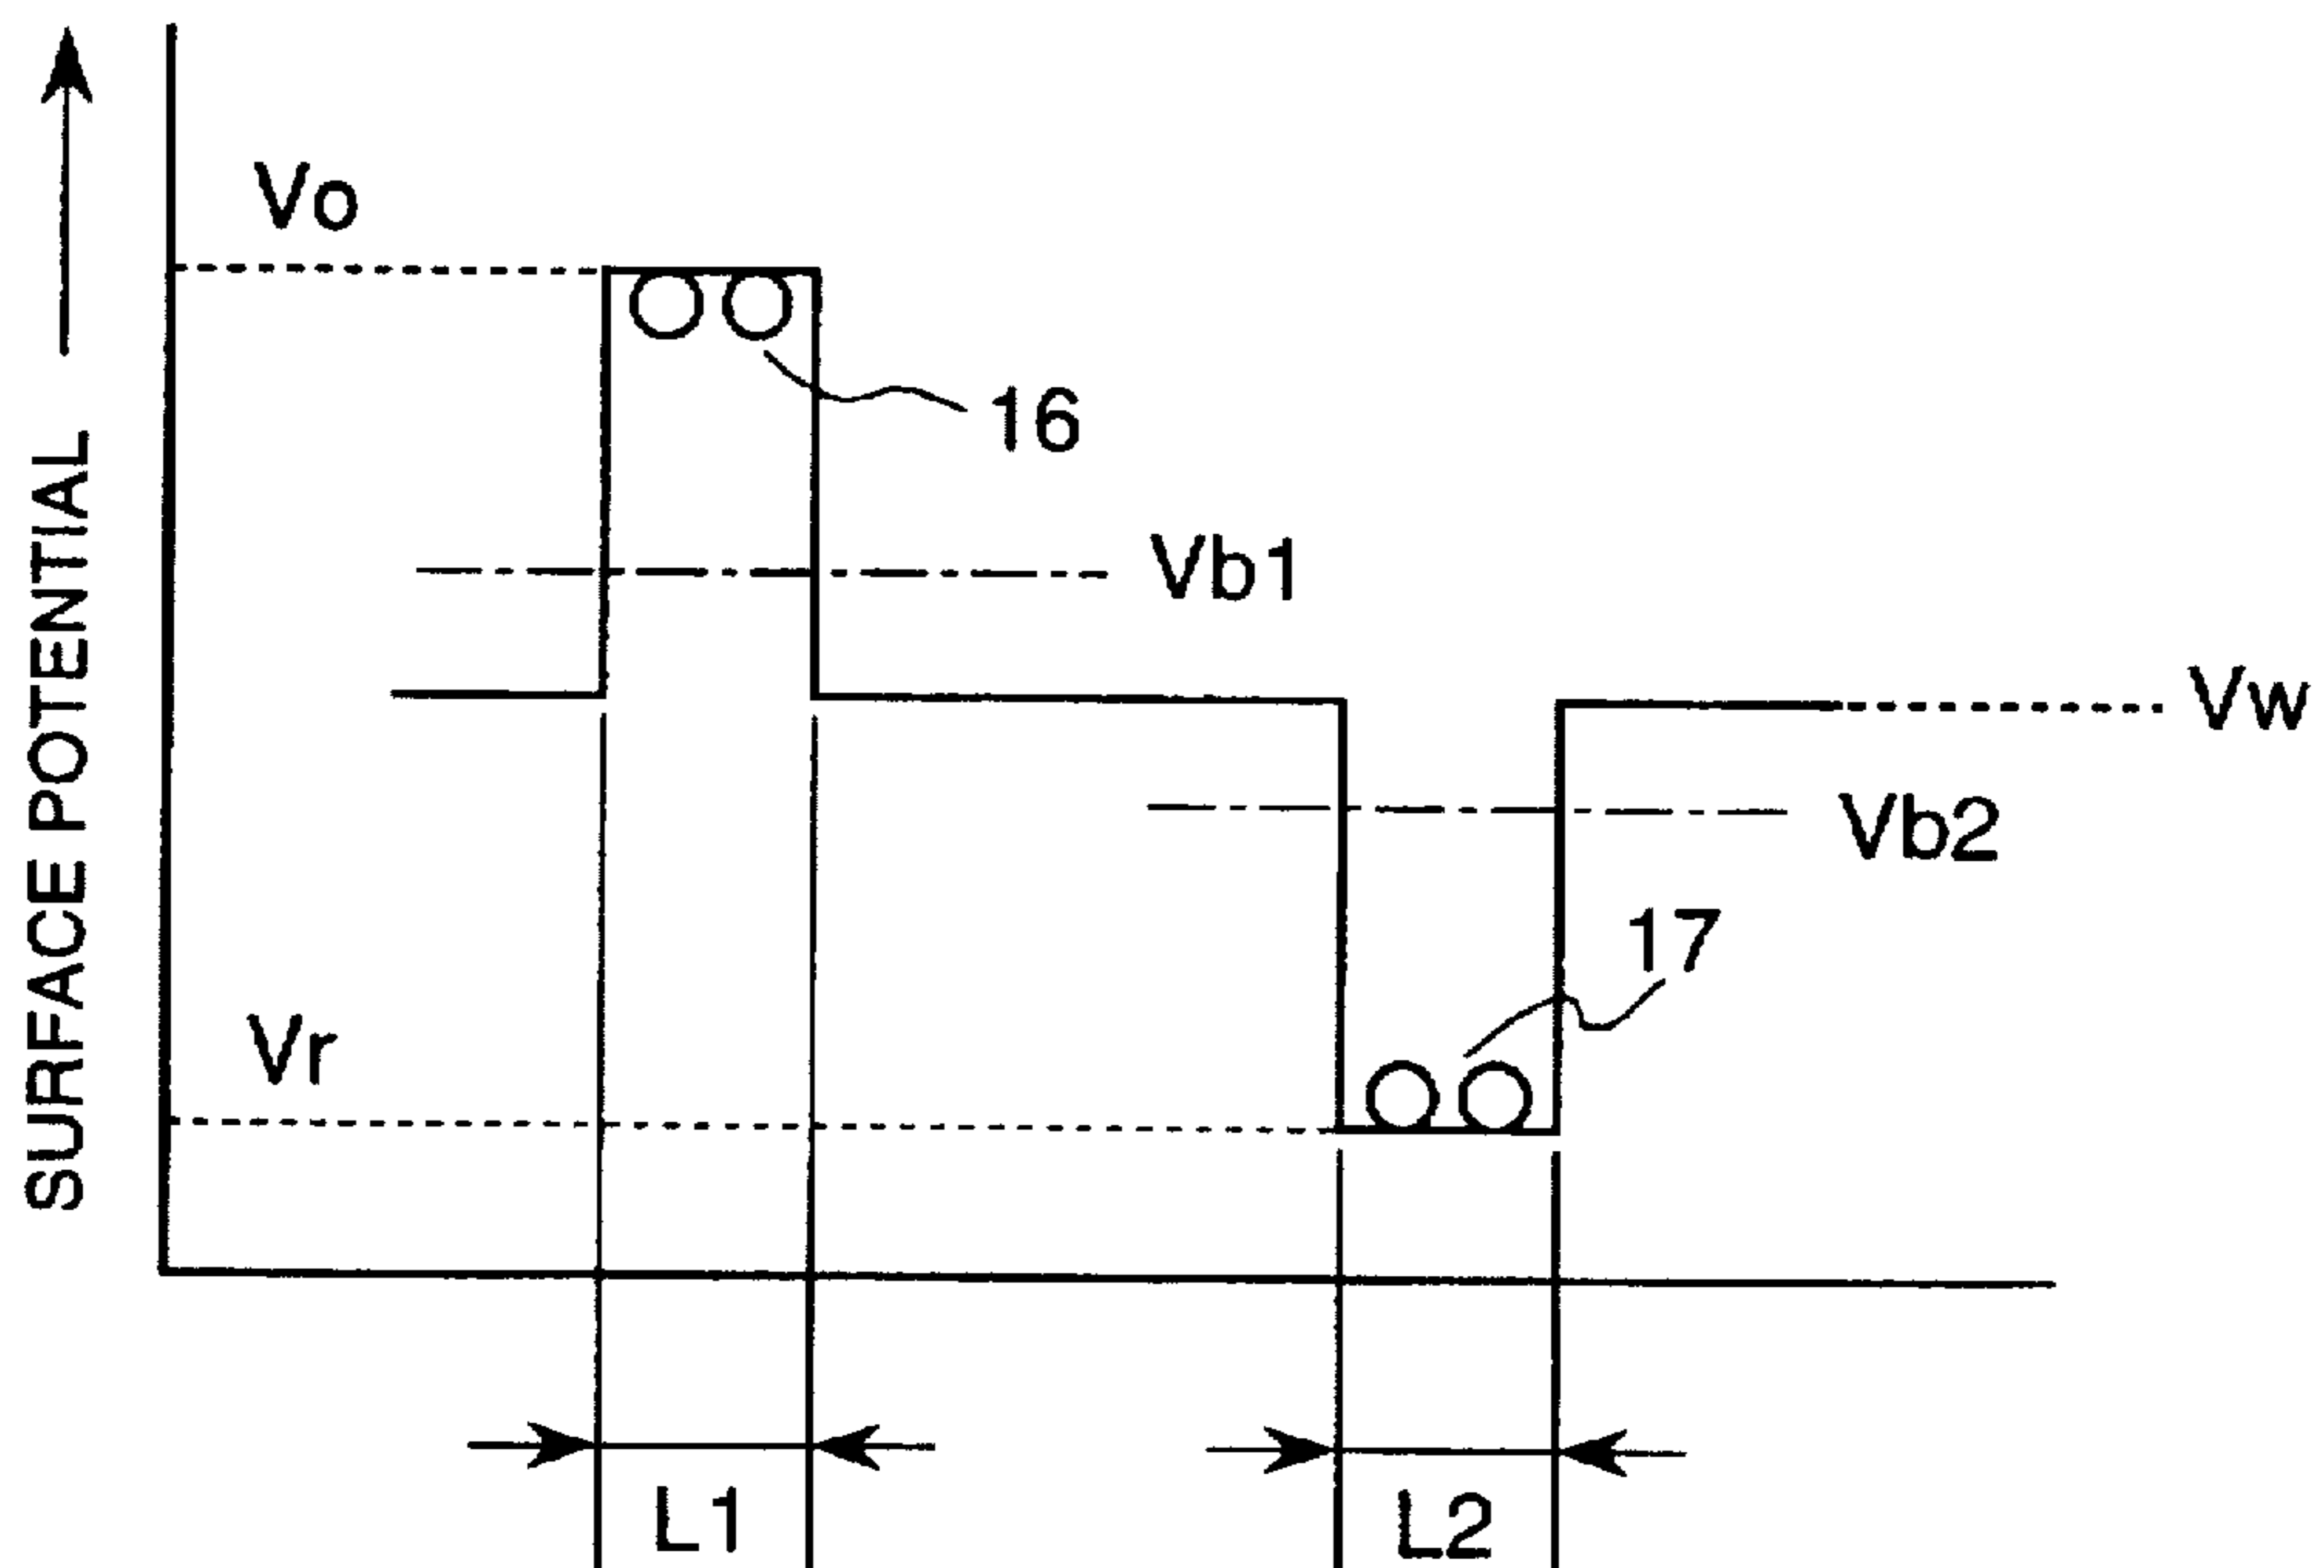 Vo
16
Vb1
Vw
Vb2
17
Vr
SURFACE POTENTIAL
L1
L2